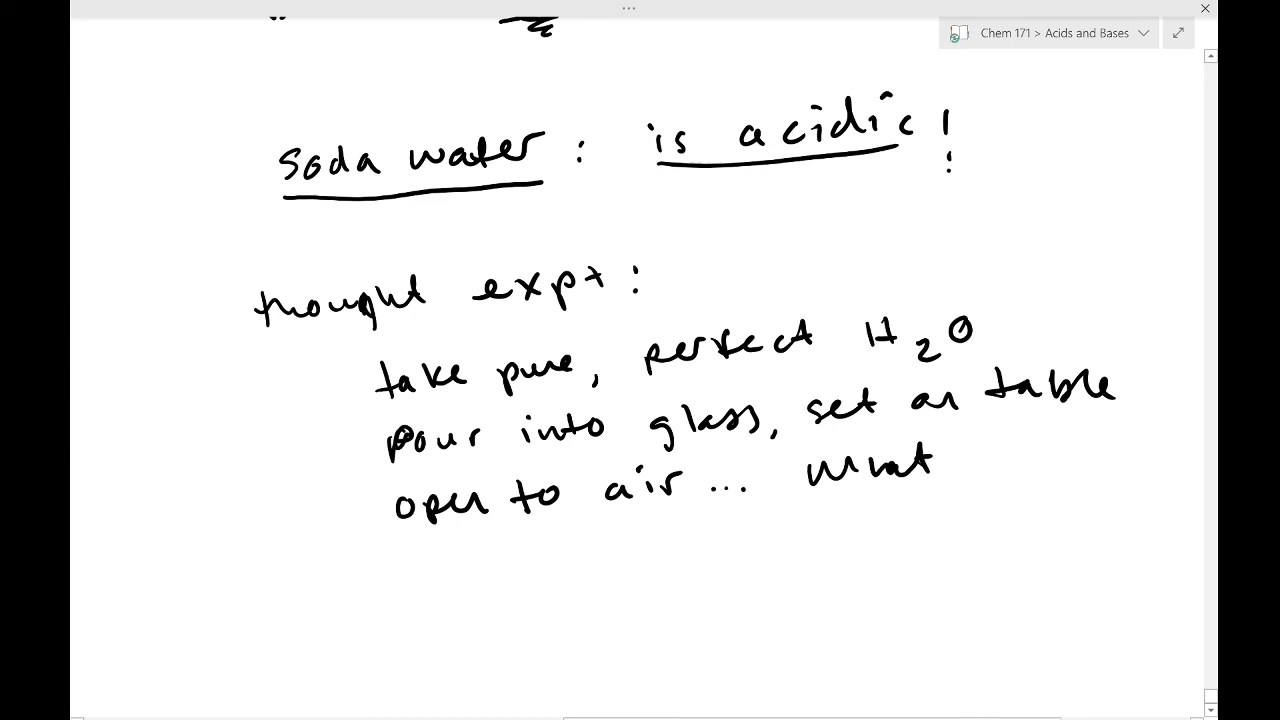 Chem 171 > Acids and Bases
soda water : is acidic !
thought expt :
take pure, perfect H2O
pour into glass, set on table
open to air ... what